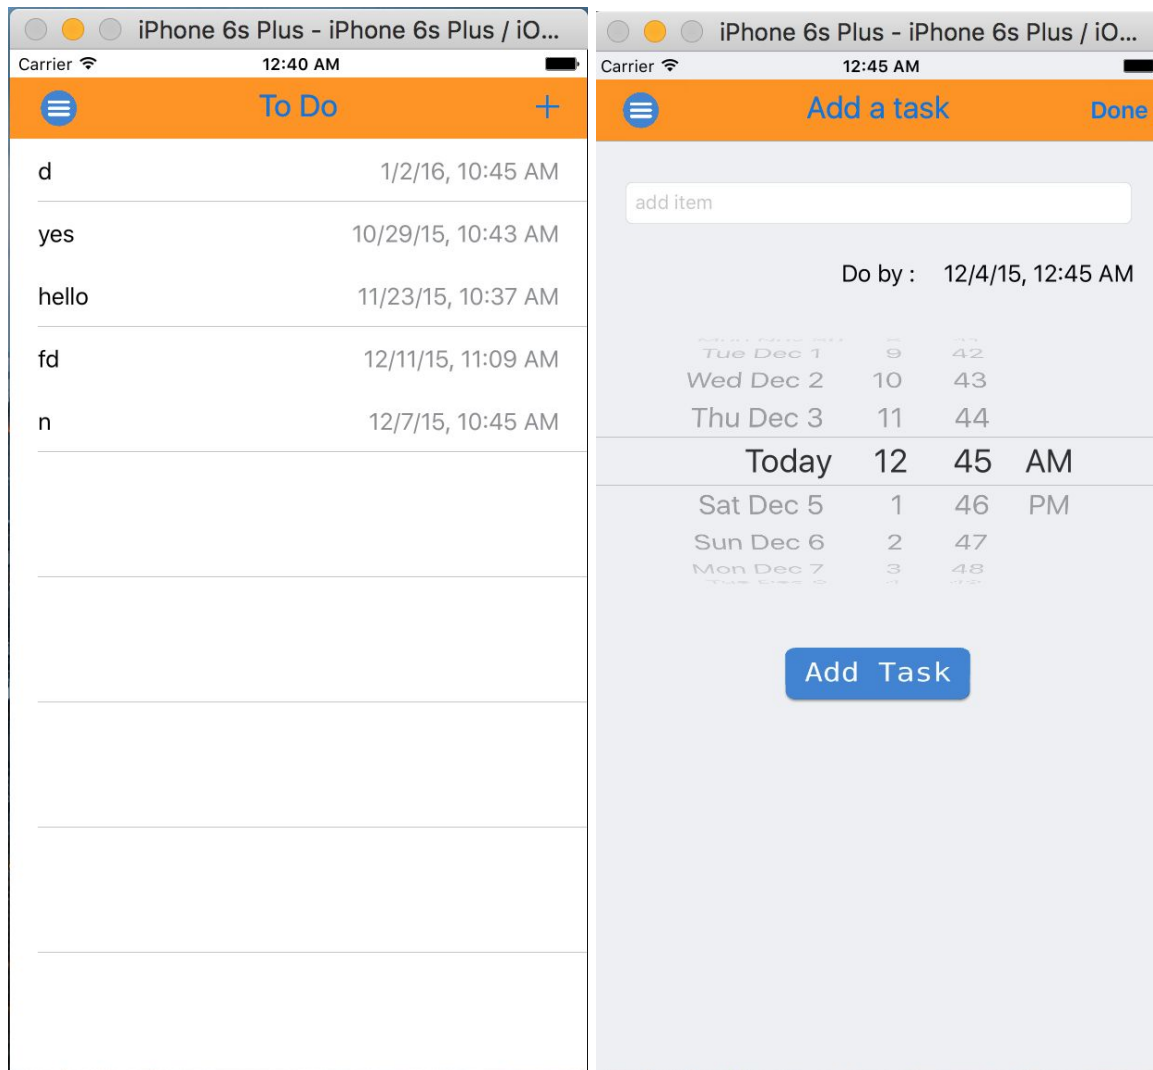 iPhone 6s Plus - iPhone 6s Plus / iO...
Carrier 12:40 AM
To Do +
d 1/2/16, 10:45 AM
yes 10/29/15, 10:43 AM
hello 11/23/15, 10:37 AM
fd 12/11/15, 11:09 AM
n 12/7/15, 10:45 AM
iPhone 6s Plus - iPhone 6s Plus / iO...
Carrier 12:45 AM
Add a task Done
add item
Do by : 12/4/15, 12:45 AM
Tue Dec 1 9 42
Wed Dec 2 10 43
Thu Dec 3 11 44
Today 12 45 AM
Sat Dec 5 1 46 PM
Sun Dec 6 2 47
Mon Dec 7 3 48
Add Task